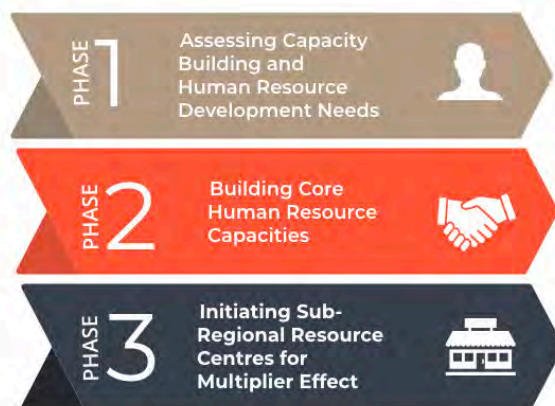 PHASE 1
Assessing Capacity
Building and
Human Resource
Development Needs
PHASE 2
Building Core
Human Resource
Capacities
PHASE 3
Initiating Sub-
Regional Resource
Centres for
Multiplier Effect